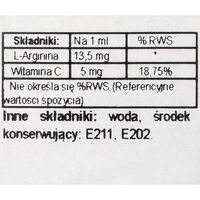 Składniki: Na 1 ml % RWS
L-Arginina 13,5 mg *
Witamina C 5 mg 18,75%
Nie określa się %RWS (Referencyjne
wartości spożycia)
Inne składniki: woda, środek
konserwujący: E211, E202.